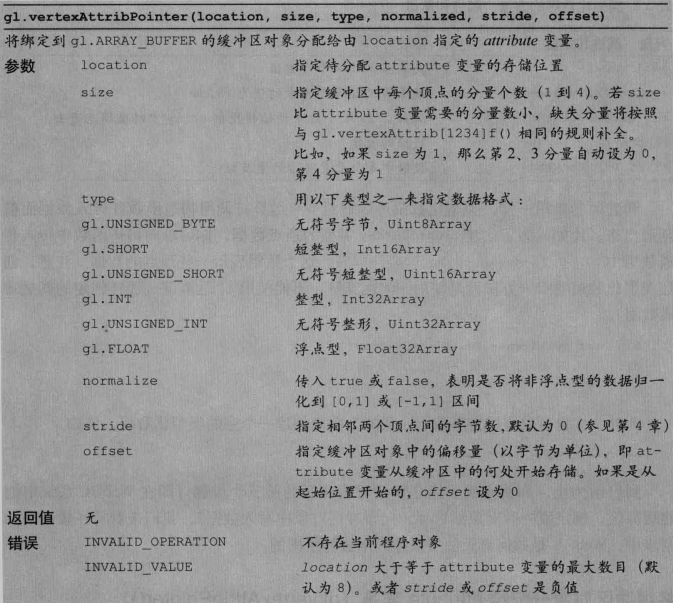 gl.vertexAttribPointer(location, size, type, normalized, stride, offset)
将绑定到 gl.ARRAY_BUFFER 的缓冲区对象分配给由 location 指定的 attribute 变量。
参数 location 指定待分配 attribute 变量的存储位置
size 指定缓冲区中每个顶点的分量个数（1 到 4）。若 size
比 attribute 变量需要的分量数小，缺失分量将按照
与 gl.vertexAttrib[1234]f() 相同的规则补全。
比如，如果 size 为 1，那么第 2、3 分量自动设为 0，
第 4 分量为 1
type 用以下类型之一来指定数据格式：
gl.UNSIGNED_BYTE 无符号字节，Uint8Array
gl.SHORT 短整型，Int16Array
gl.UNSIGNED_SHORT 无符号短整型，Uint16Array
gl.INT 整型，Int32Array
gl.UNSIGNED_INT 无符号整形，Uint32Array
gl.FLOAT 浮点型，Float32Array
normalize 传入 true 或 false，表明是否将非浮点型的数据归一
化到 [0,1] 或 [-1,1] 区间
stride 指定相邻两个顶点间的字节数，默认为 0（参见第 4 章）
offset 指定缓冲区对象中的偏移量（以字节为单位），即 at-
tribute 变量从缓冲区中的何处开始存储。如果是从
起始位置开始的，offset 设为 0
返回值 无
错误 INVALID_OPERATION 不存在当前程序对象
INVALID_VALUE location 大于等于 attribute 变量的最大数目（默
认为 8）。或者 stride 或 offset 是负值